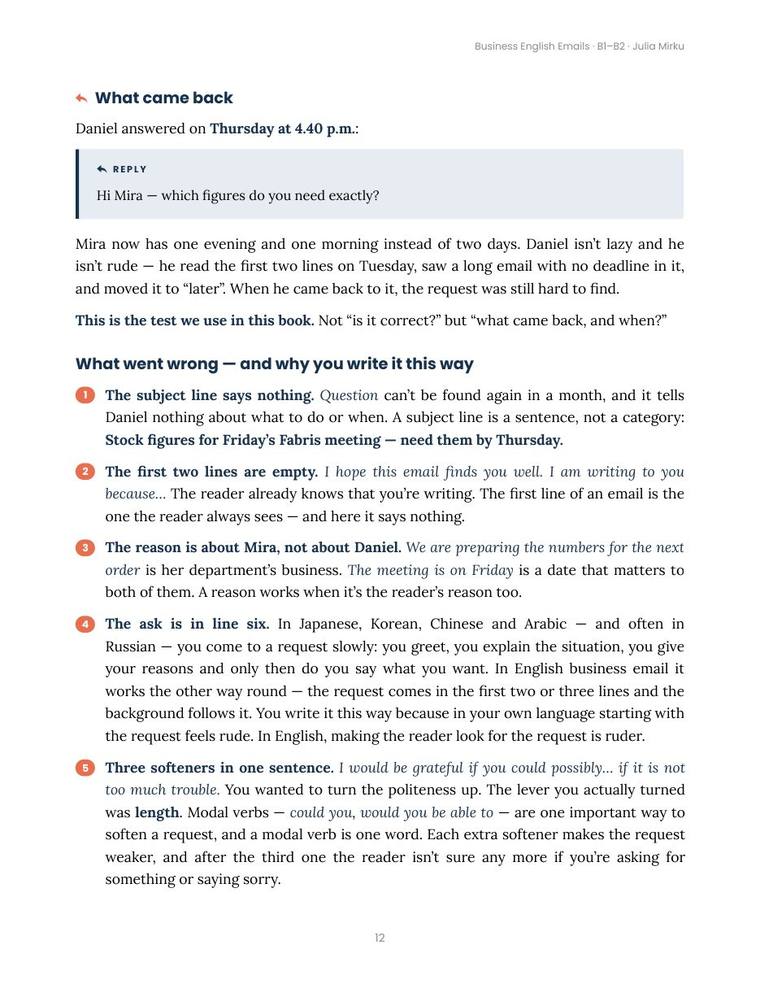 Business English Emails · B1–B2 · Julia Mirku
What came back
Daniel answered on Thursday at 4.40 p.m.:
REPLY
Hi Mira — which figures do you need exactly?
Mira now has one evening and one morning instead of two days. Daniel isn’t lazy and he
isn’t rude — he read the first two lines on Tuesday, saw a long email with no deadline in it,
and moved it to “later”. When he came back to it, the request was still hard to find.
This is the test we use in this book. Not “is it correct?” but “what came back, and when?”
What went wrong — and why you write it this way
1 The subject line says nothing. Question can’t be found again in a month, and it tells
Daniel nothing about what to do or when. A subject line is a sentence, not a category:
Stock figures for Friday’s Fabris meeting — need them by Thursday.
2 The first two lines are empty. I hope this email finds you well. I am writing to you
because... The reader already knows that you’re writing. The first line of an email is the
one the reader always sees — and here it says nothing.
3 The reason is about Mira, not about Daniel. We are preparing the numbers for the next
order is her department’s business. The meeting is on Friday is a date that matters to
both of them. A reason works when it’s the reader’s reason too.
4 The ask is in line six. In Japanese, Korean, Chinese and Arabic — and often in
Russian — you come to a request slowly: you greet, you explain the situation, you give
your reasons and only then do you say what you want. In English business email it
works the other way round — the request comes in the first two or three lines and the
background follows it. You write it this way because in your own language starting with
the request feels rude. In English, making the reader look for the request is ruder.
5 Three softeners in one sentence. I would be grateful if you could possibly... if it is not
too much trouble. You wanted to turn the politeness up. The lever you actually turned
was length. Modal verbs — could you, would you be able to — are one important way to
soften a request, and a modal verb is one word. Each extra softener makes the request
weaker, and after the third one the reader isn’t sure any more if you’re asking for
something or saying sorry.
12